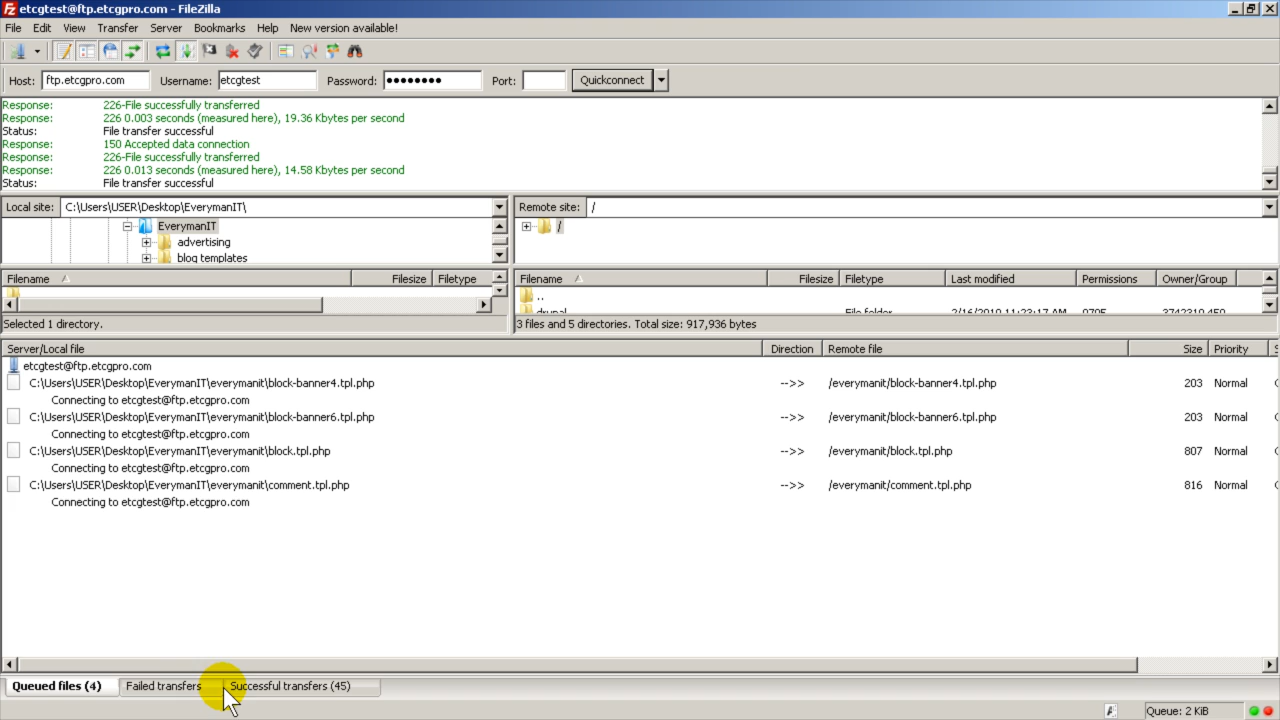 etcgtest@ftp.etcgpro.com - FileZilla
File Edit View Transfer Server Bookmarks Help New version available!
Host: ftp.etcgpro.com Username: etcgtest Password: ●●●●●●●● Port: Quickconnect
Response: 226-File successfully transferred
Response: 226 0.003 seconds (measured here), 19.36 Kbytes per second
Status: File transfer successful
Response: 150 Accepted data connection
Response: 226-File successfully transferred
Response: 226 0.013 seconds (measured here), 14.58 Kbytes per second
Status: File transfer successful
Local site: C:\Users\USER\Desktop\EverymanIT\ Remote site: /
EverymanIT /
advertising
blog templates
Filename Filesize Filetype Filename Filesize Filetype Last modified Permissions Owner/Group
..
drupal File folder 2/16/2010 11:23:17 AM 0705 3742310 450
Selected 1 directory. 3 files and 5 directories. Total size: 917,936 bytes
Server/Local file Direction Remote file Size Priority S
etcgtest@ftp.etcgpro.com
C:\Users\USER\Desktop\EverymanIT\everymanit\block-banner4.tpl.php -->> /everymanit/block-banner4.tpl.php 203 Normal
Connecting to etcgtest@ftp.etcgpro.com
C:\Users\USER\Desktop\EverymanIT\everymanit\block-banner6.tpl.php -->> /everymanit/block-banner6.tpl.php 203 Normal
Connecting to etcgtest@ftp.etcgpro.com
C:\Users\USER\Desktop\EverymanIT\everymanit\block.tpl.php -->> /everymanit/block.tpl.php 807 Normal
Connecting to etcgtest@ftp.etcgpro.com
C:\Users\USER\Desktop\EverymanIT\everymanit\comment.tpl.php -->> /everymanit/comment.tpl.php 816 Normal
Connecting to etcgtest@ftp.etcgpro.com
Queued files (4) Failed transfers Successful transfers (45)
Queue: 2 KiB